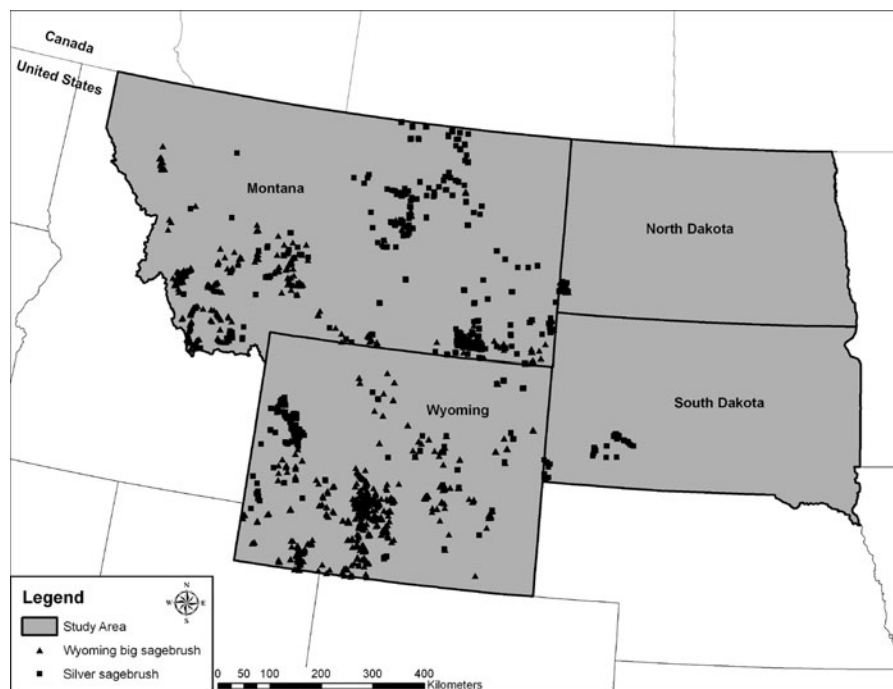 Canada
United States
Montana
North Dakota
Wyoming
South Dakota
Legend
N
W E
S
Study Area
Wyoming big sagebrush
Silver sagebrush
0 50 100 200 300 400
Kilometers